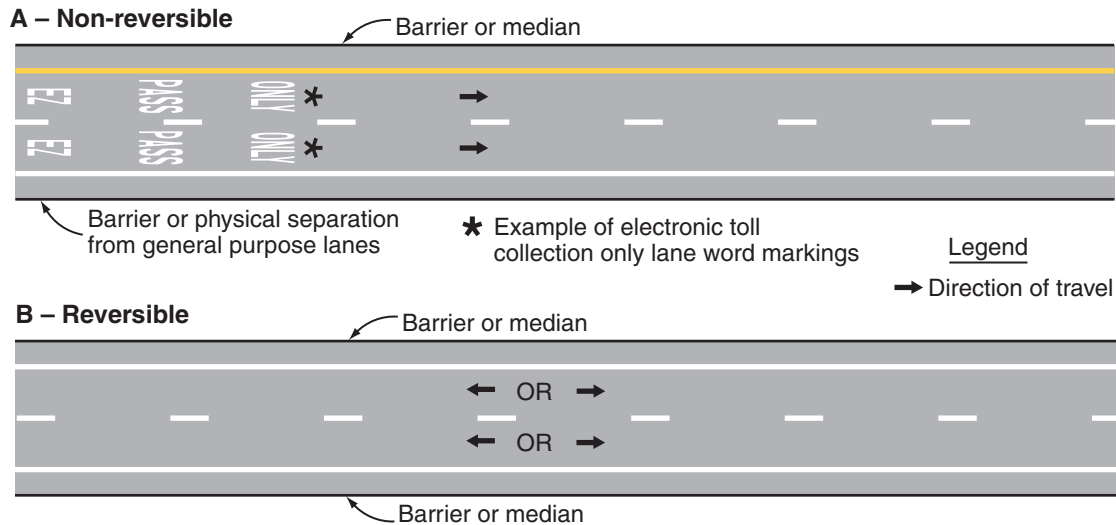 A – Non-reversible
Barrier or median
EZ PASS ONLY *
EZ PASS ONLY *
Barrier or physical separation
from general purpose lanes
* Example of electronic toll
collection only lane word markings
Legend
Direction of travel
B – Reversible
Barrier or median
OR
OR
Barrier or median